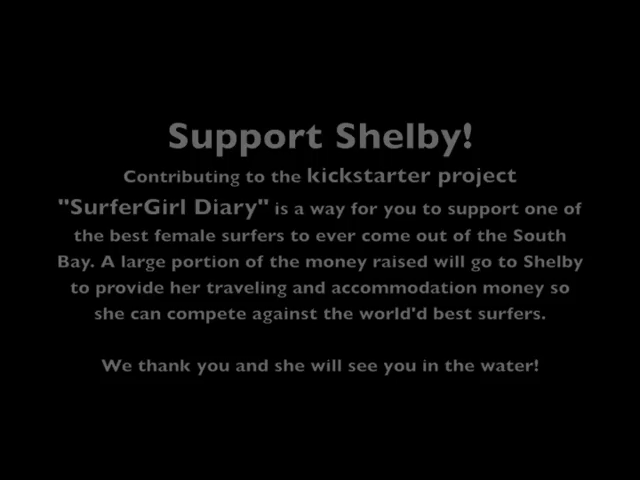 Support Shelby!
Contributing to the kickstarter project
"SurferGirl Diary" is a way for you to support one of
the best female surfers to ever come out of the South
Bay. A large portion of the money raised will go to Shelby
to provide her traveling and accommodation money so
she can compete against the world'd best surfers.
We thank you and she will see you in the water!